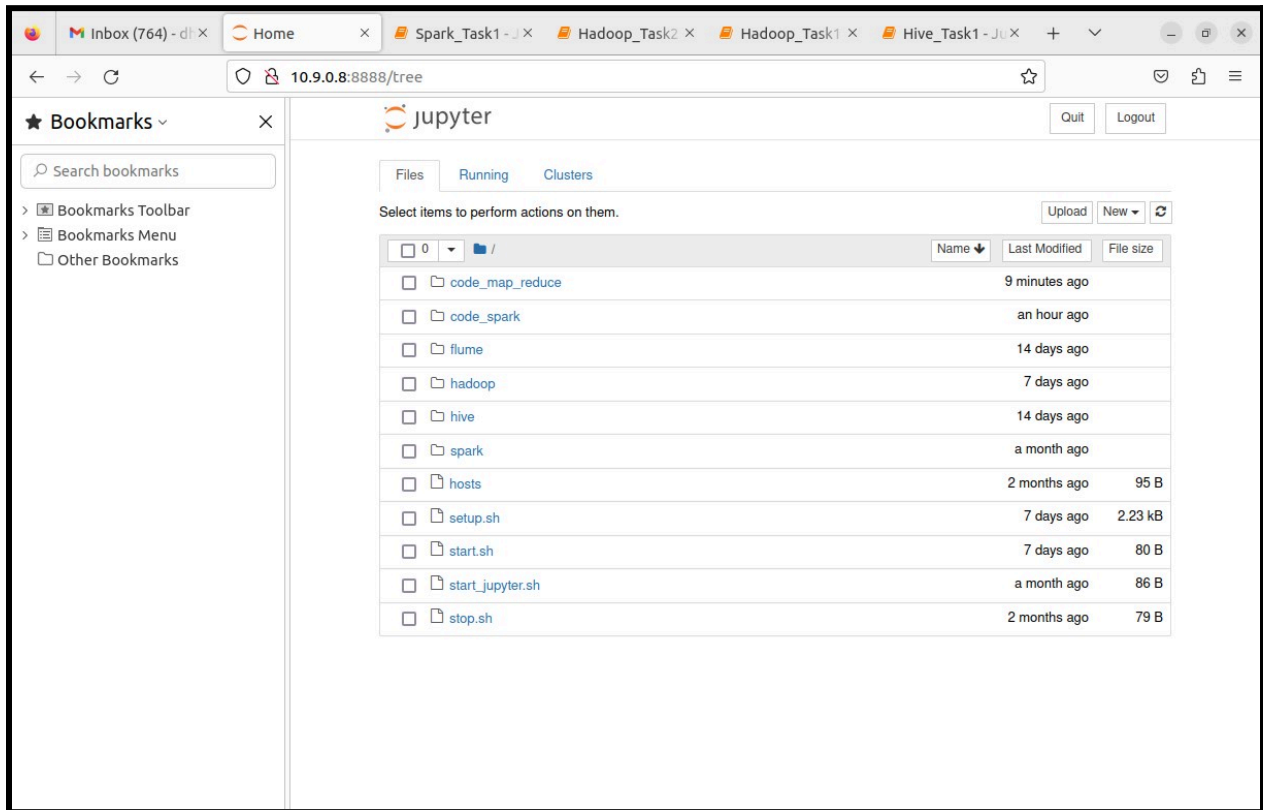 Inbox (764) - dh Home Spark_Task1 - J Hadoop_Task2 Hadoop_Task1 Hive_Task1 - Ju
10.9.0.8:8888/tree
Bookmarks
Search bookmarks
Bookmarks Toolbar
Bookmarks Menu
Other Bookmarks
jupyter
Quit Logout
Files Running Clusters
Select items to perform actions on them.
Upload New
0 / Name Last Modified File size
code_map_reduce 9 minutes ago
code_spark an hour ago
flume 14 days ago
hadoop 7 days ago
hive 14 days ago
spark a month ago
hosts 2 months ago 95 B
setup.sh 7 days ago 2.23 kB
start.sh 7 days ago 80 B
start_jupyter.sh a month ago 86 B
stop.sh 2 months ago 79 B